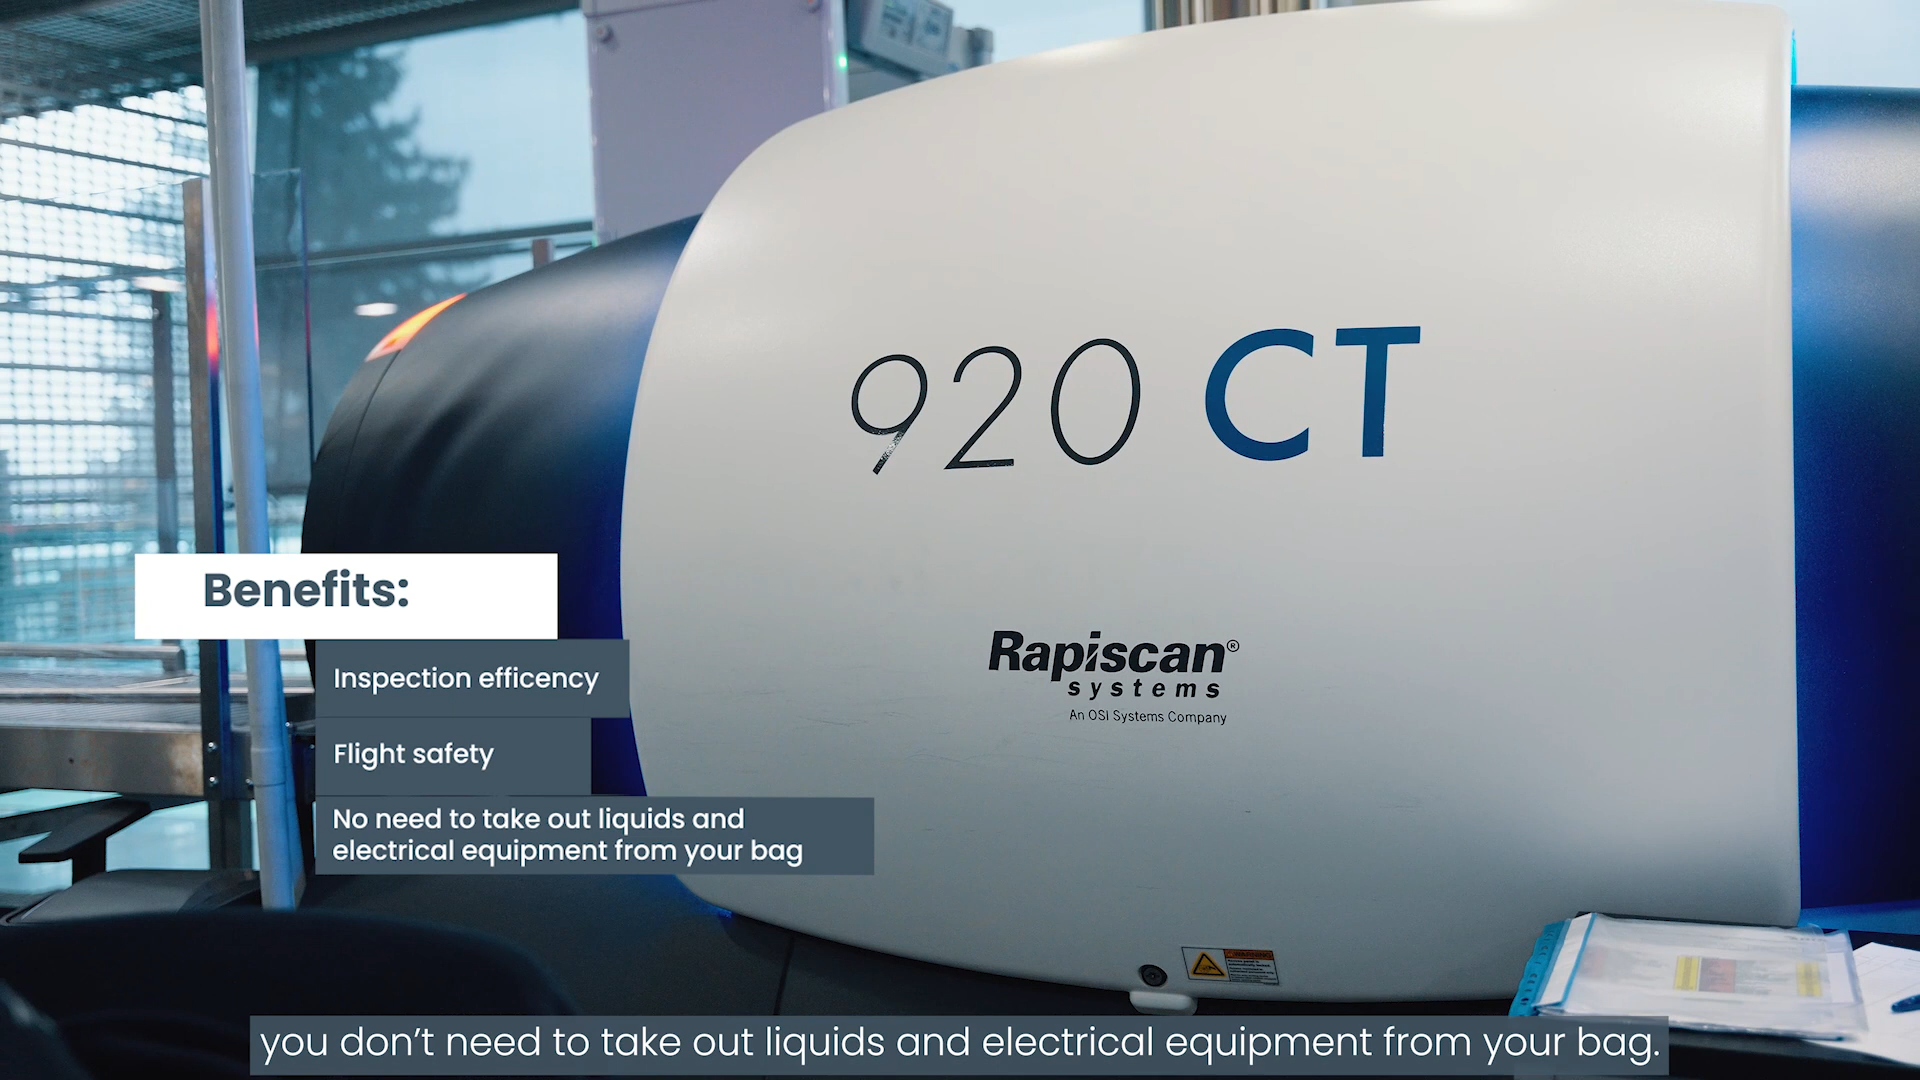 920 CT
Rapiscan®
systems
An OSI Systems Company
Benefits:
Inspection efficency
Flight safety
No need to take out liquids and
electrical equipment from your bag
WARNING
you don’t need to take out liquids and electrical equipment from your bag.